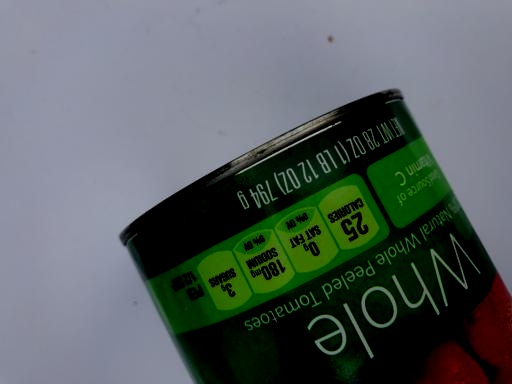 Whole
Natural Whole Peeled Tomatoes
Source of
Vitamin C
PER 1/2 CUP
25
CALORIES
0g
SAT FAT
0% DV
180mg
SODIUM
8% DV
3g
SUGARS
NET WT 28 OZ (1 LB 12 OZ) 794 g